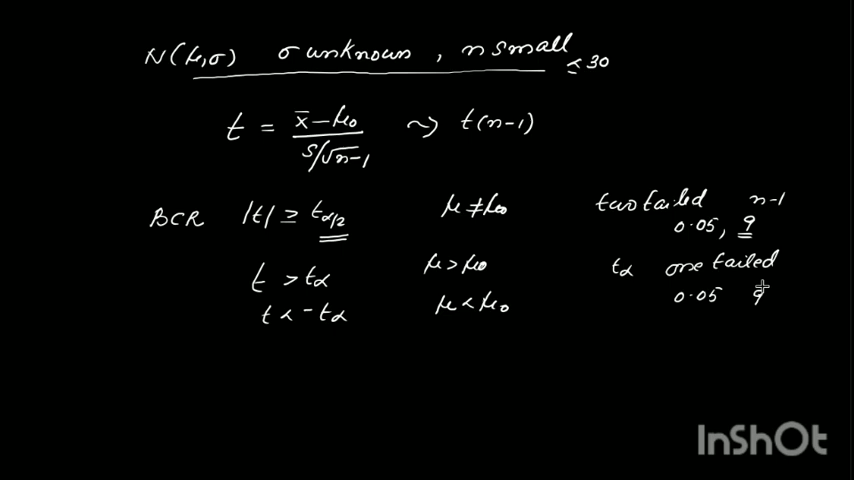 N(μ,σ) σ unknown, n small < 30
t = x̄ - μ₀ / s/√n-1 ~> t(n-1)
BCR |t| ≥ t α/2 μ ≠ μ₀ two tailed n-1
0.05, 9
t > tα μ > μ₀ tα one tailed
0.05 9
t < -tα μ < μ₀
InShOt